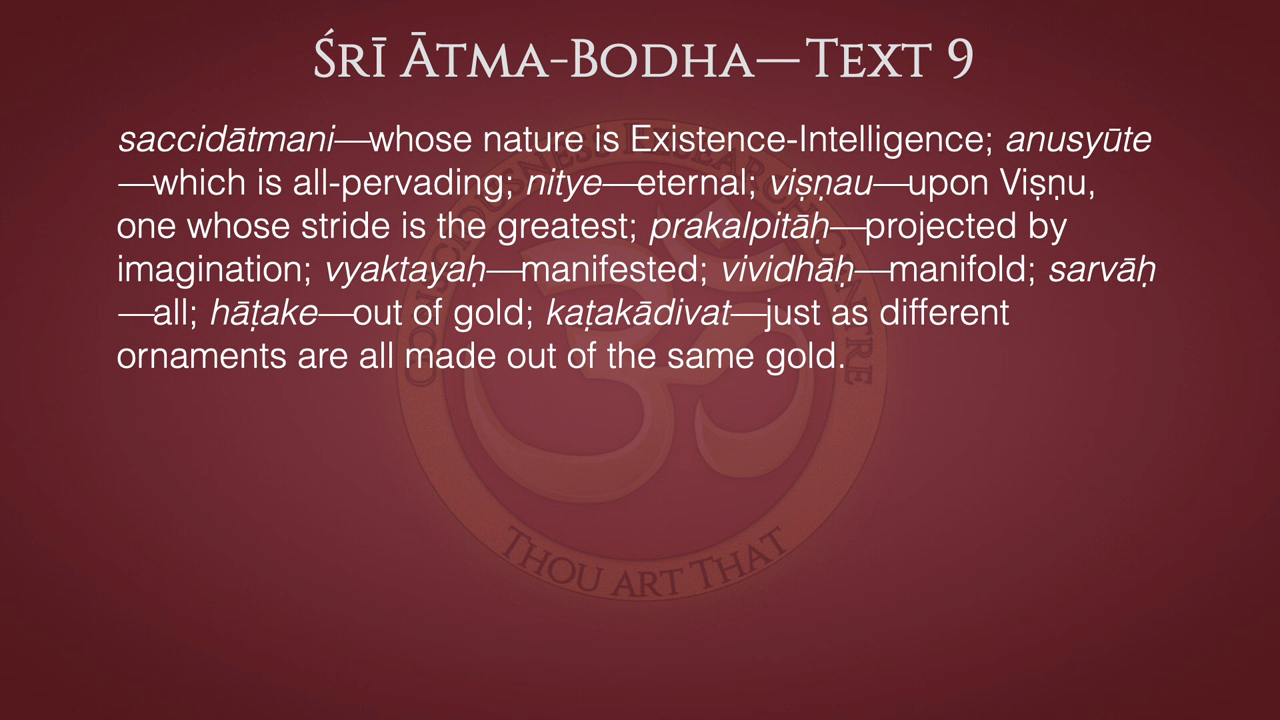 Śrī Ātma-Bodha—Text 9
saccidātmani—whose nature is Existence-Intelligence; anusyūte
—which is all-pervading; nitye—eternal; viṣṇau—upon Viṣṇu,
one whose stride is the greatest; prakalpitāḥ—projected by
imagination; vyaktayaḥ—manifested; vividhāḥ—manifold; sarvāḥ
—all; hāṭake—out of gold; kaṭakādivat—just as different
ornaments are all made out of the same gold.
Consciousness Research Centre
ॐ
Thou Art That